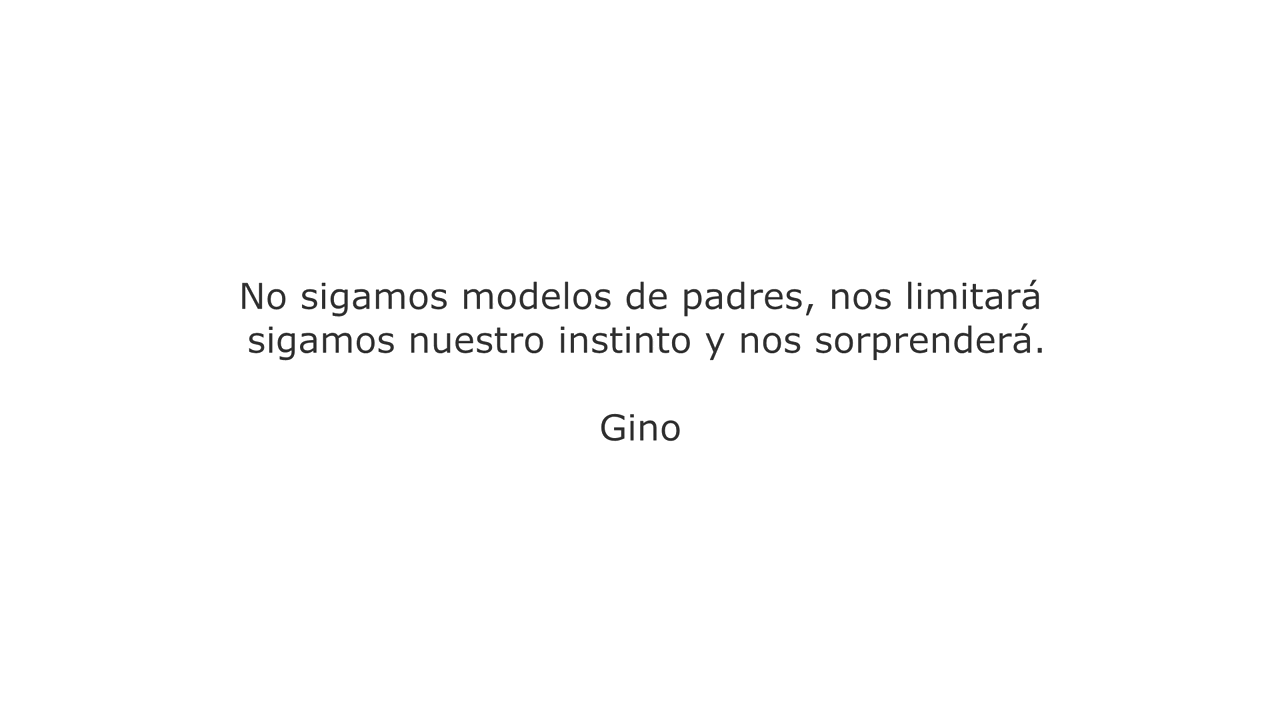 No sigamos modelos de padres, nos limitará
sigamos nuestro instinto y nos sorprenderá.
Gino